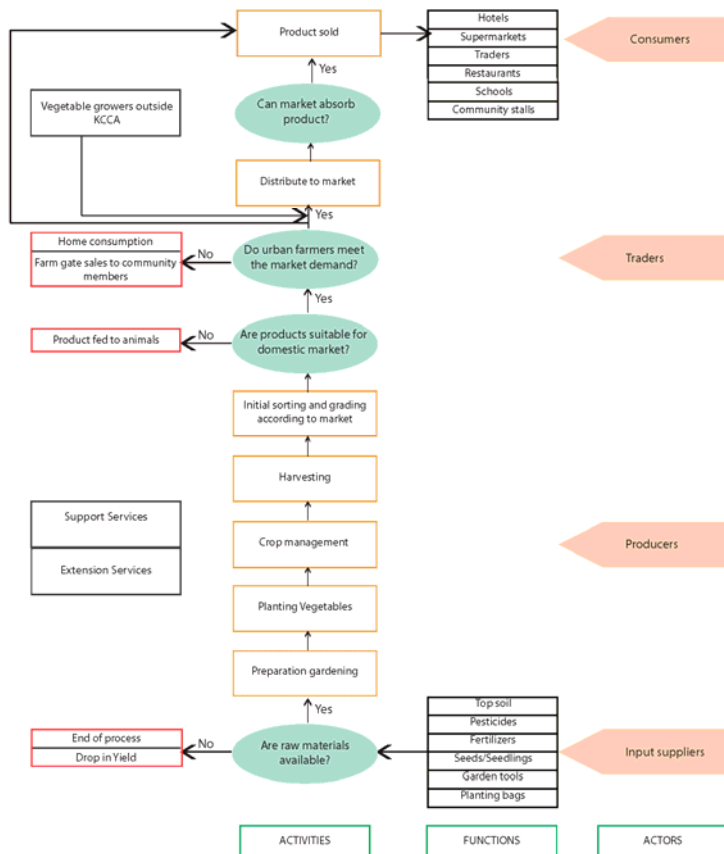 Product sold
Hotels
Supermarkets
Traders
Restaurants
Schools
Community stalls
Consumers
Yes
Vegetable growers outside
KCCA
Can market absorb
product?
Distribute to market
Yes
Home consumption
Farm gate sales to community
members
No
Do urban farmers meet
the market demand?
Traders
Yes
Product fed to animals
No
Are products suitable for
domestic market?
Initial sorting and grading
according to market
Harvesting
Support Services
Extension Services
Crop management
Producers
Planting Vegetables
Preparation gardening
Yes
End of process
Drop in Yield
No
Are raw materials
available?
Top soil
Pesticides
Fertilizers
Seeds/Seedlings
Garden tools
Planting bags
Input suppliers
ACTIVITIES
FUNCTIONS
ACTORS